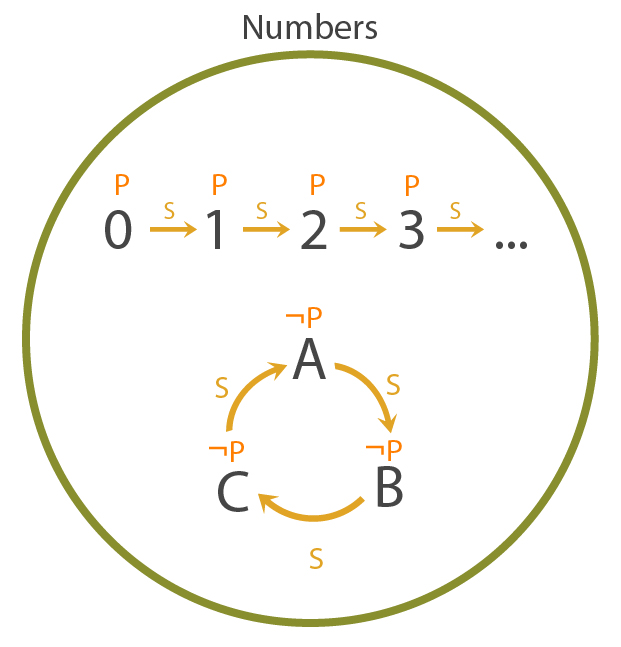 Numbers
P P P P
S S S S
0 1 2 3 ...
¬P
A
S S
¬P ¬P
C B
S